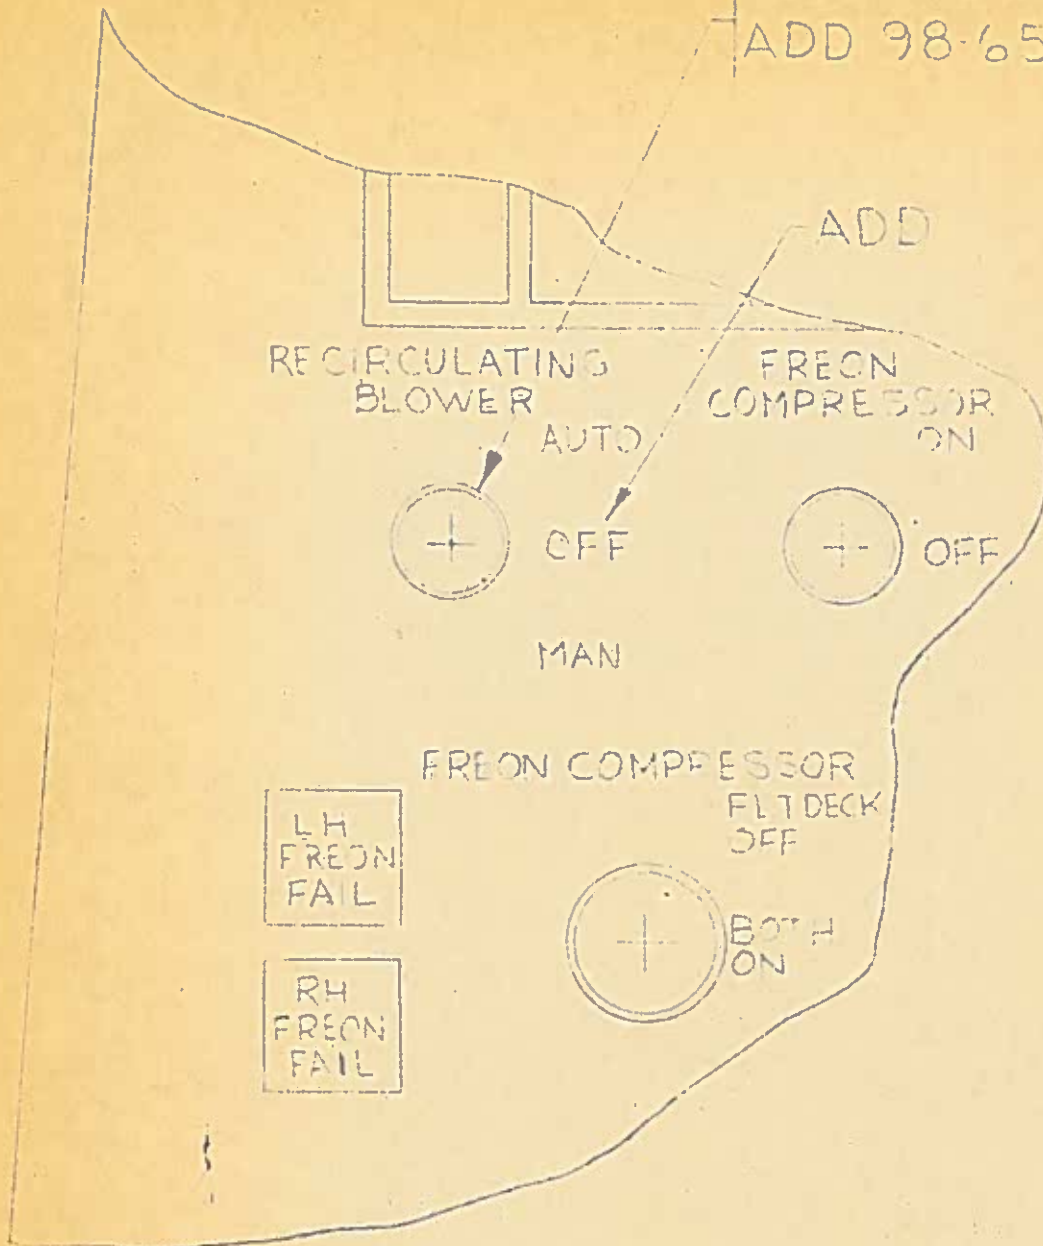 ADD 98-65
ADD
RECIRCULATING
BLOWER
AUTO
OFF
MAN
FREON
COMPRESSOR
ON
OFF
FREON COMPRESSOR
FLT DECK
OFF
BOTH
ON
LH
FREON
FAIL
RH
FREON
FAIL